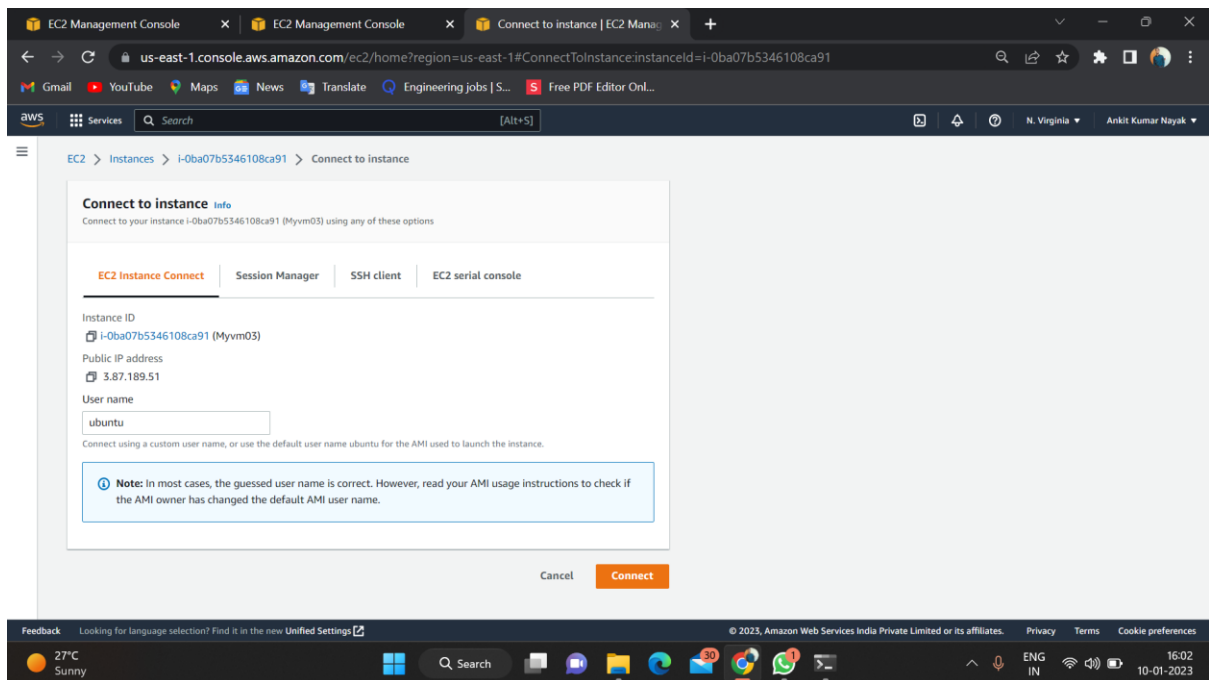 EC2 Management Console
EC2 Management Console
Connect to instance | EC2 Manag
us-east-1.console.aws.amazon.com/ec2/home?region=us-east-1#ConnectToInstance:instanceId=i-0ba07b5346108ca91
Gmail YouTube Maps News Translate Engineering jobs | S... Free PDF Editor Onl...
aws Services Search [Alt+S] N. Virginia Ankit Kumar Nayak
EC2 > Instances > i-0ba07b5346108ca91 > Connect to instance
Connect to instance Info
Connect to your instance i-0ba07b5346108ca91 (Myvm03) using any of these options
EC2 Instance Connect Session Manager SSH client EC2 serial console
Instance ID
i-0ba07b5346108ca91 (Myvm03)
Public IP address
3.87.189.51
User name
ubuntu
Connect using a custom user name, or use the default user name ubuntu for the AMI used to launch the instance.
Note: In most cases, the guessed user name is correct. However, read your AMI usage instructions to check if
the AMI owner has changed the default AMI user name.
Cancel Connect
Feedback Looking for language selection? Find it in the new Unified Settings © 2023, Amazon Web Services India Private Limited or its affiliates. Privacy Terms Cookie preferences
27°C
Sunny
Search
30
1
ENG
IN
16:02
10-01-2023